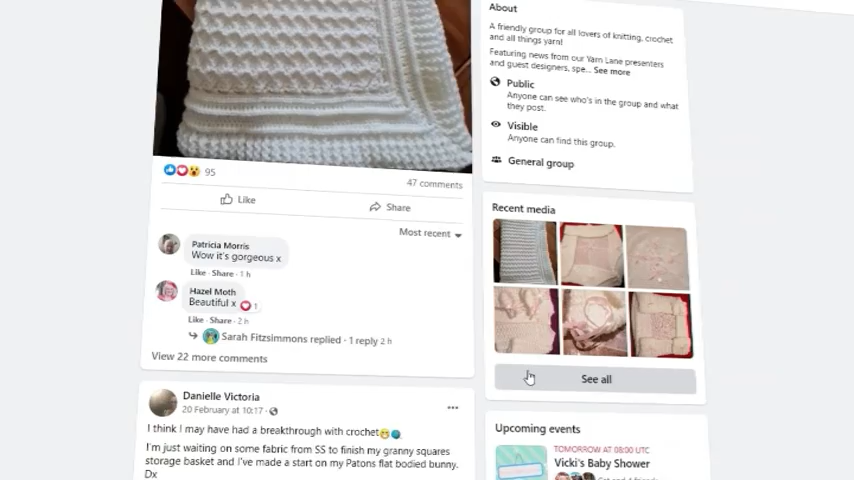 About
A friendly group for all lovers of knitting, crochet
and all things yarn!
Featuring news from our Yarn Lane presenters
and guest designers, spe... See more
Public
Anyone can see who's in the group and what
they post.
Visible
Anyone can find this group.
General group
95
47 comments
Like
Share
Most recent
Patricia Morris
Wow it's gorgeous x
Like · Share · 1 h
Hazel Moth
Beautiful x
1
Like · Share · 2 h
Sarah Fitzsimmons replied · 1 reply 2 h
View 22 more comments
Recent media
See all
Danielle Victoria
20 February at 10:17 ·
I think I may have had a breakthrough with crochet😁🌏
I'm just waiting on some fabric from SS to finish my granny squares
storage basket and I've made a start on my Patons flat bodied bunny.
Dx
Upcoming events
TOMORROW AT 08:00 UTC
Vicki's Baby Shower